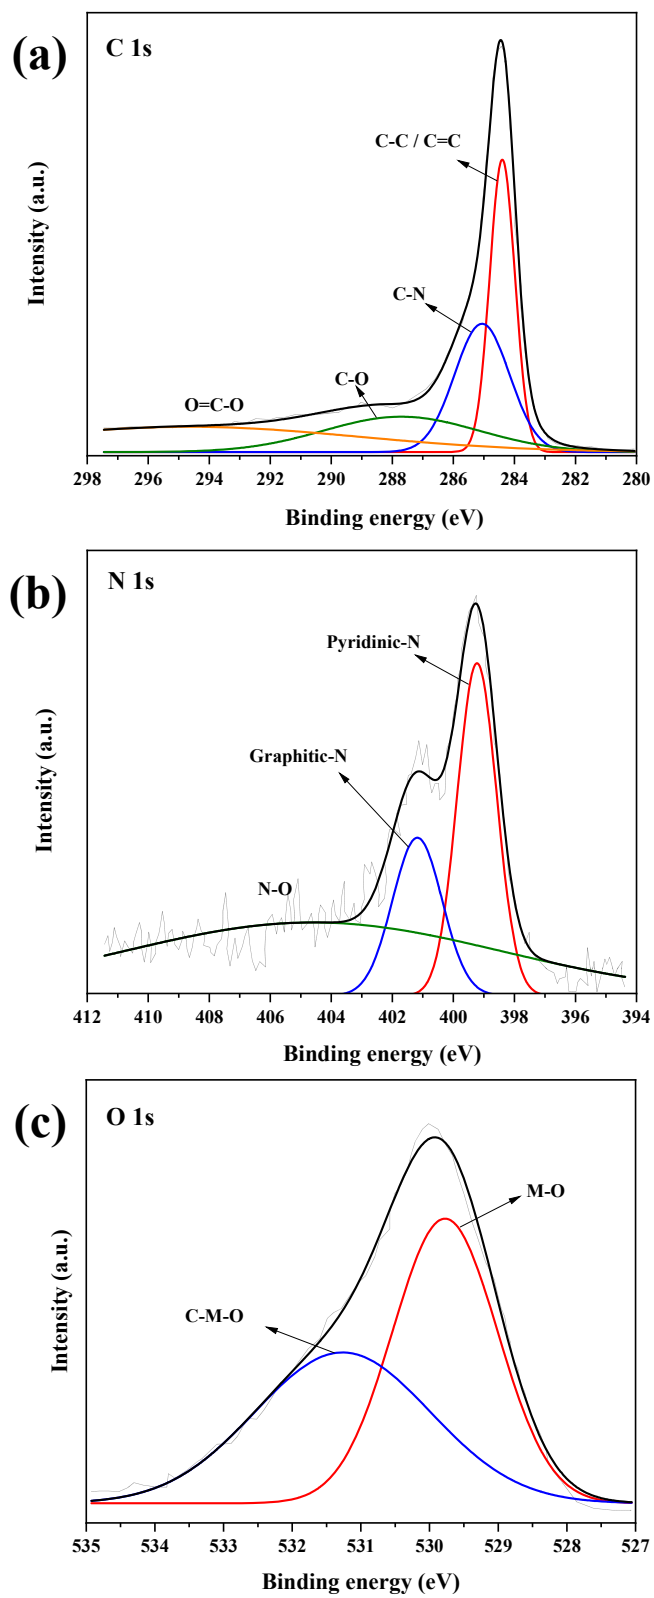 (a)
C 1s
C-C / C=C
C-N
C-O
O=C-O
Intensity (a.u.)
298 296 294 292 290 288 286 284 282 280
Binding energy (eV)
(b)
N 1s
Pyridinic-N
Graphitic-N
N-O
Intensity (a.u.)
412 410 408 406 404 402 400 398 396 394
Binding energy (eV)
(c)
O 1s
M-O
C-M-O
Intensity (a.u.)
535 534 533 532 531 530 529 528 527
Binding energy (eV)